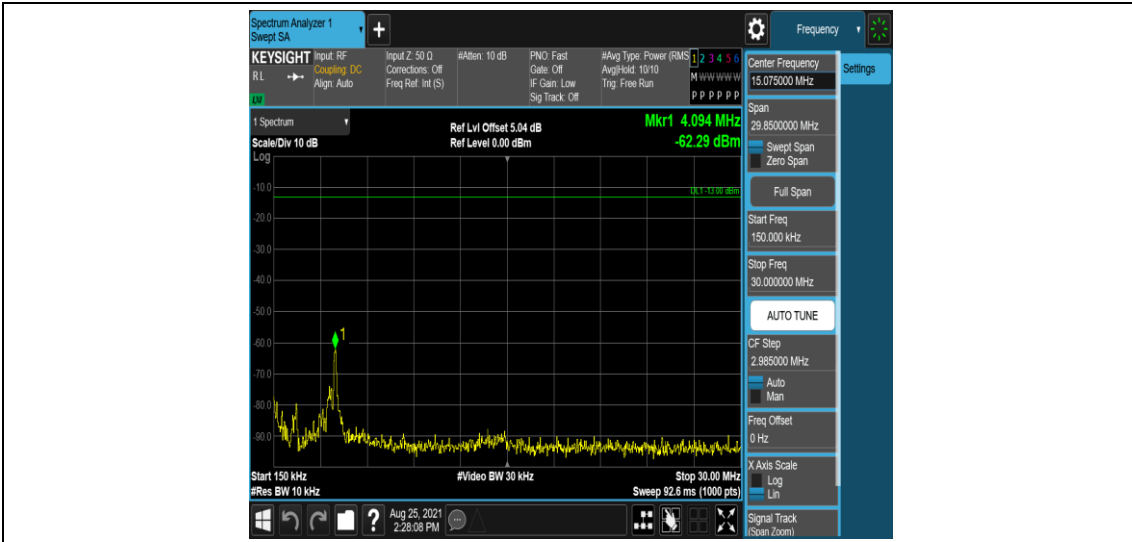 Spectrum Analyzer 1
Swept SA
+
Frequency
KEYSIGHT
RL
LXI
Input: RF
Coupling: DC
Align: Auto
Input Z: 50 Ω
Corrections: Off
Freq Ref: Int (S)
#Atten: 10 dB
PNO: Fast
Gate: Off
IF Gain: Low
Sig Track: Off
#Avg Type: Power (RMS
Avg|Hold: 10/10
Trig: Free Run
1 2 3 4 5 6
M W W W W W
P P P P P P
1 Spectrum
Scale/Div 10 dB
Log
Ref Lvl Offset 5.04 dB
Ref Level 0.00 dBm
Mkr1 4.094 MHz
-62.29 dBm
DL1 -13.00 dBm
-10.0
-20.0
-30.0
-40.0
-50.0
-60.0
-70.0
-80.0
-90.0
1
Start 150 kHz
#Res BW 10 kHz
#Video BW 30 kHz
Stop 30.00 MHz
Sweep 92.6 ms (1000 pts)
Center Frequency
15.075000 MHz
Settings
Span
29.8500000 MHz
Swept Span
Zero Span
Full Span
Start Freq
150.000 kHz
Stop Freq
30.000000 MHz
AUTO TUNE
CF Step
2.985000 MHz
Auto
Man
Freq Offset
0 Hz
X Axis Scale
Log
Lin
Signal Track
(Span Zoom)
?
Aug 25, 2021
2:28:08 PM